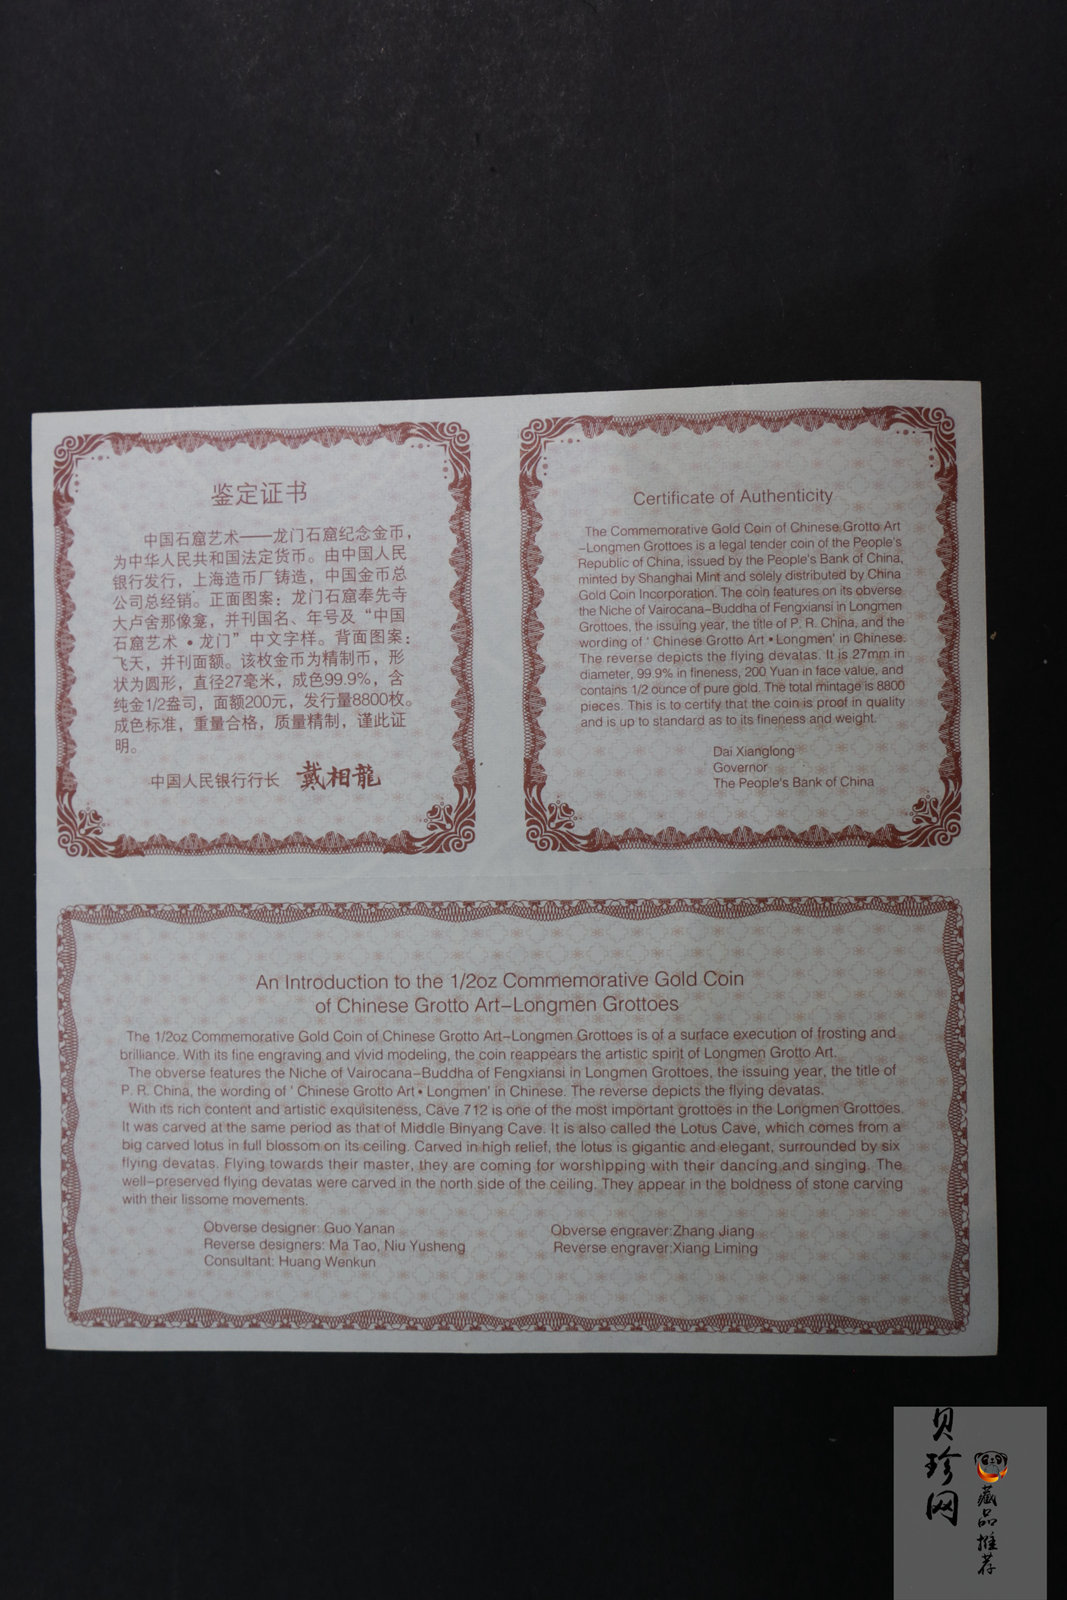 鉴定证书
中国石窟艺术——龙门石窟纪念金币，
为中华人民共和国法定货币。由中国人民
银行发行，上海造币厂铸造，中国金币总
公司总经销。正面图案：龙门石窟奉先寺
大卢舍那像龛，并刊国名、年号及“中国
石窟艺术•龙门”中文字样。背面图案：
飞天，并刊面额。该枚金币为精制币，形
状为圆形，直径27毫米，成色99.9%，含
纯金1/2盎司，面额200元，发行量8800枚。
成色标准，重量合格，质量精制，谨此证
明。
中国人民银行行长 戴相龍
Certificate of Authenticity
The Commemorative Gold Coin of Chinese Grotto Art
-Longmen Grottoes is a legal tender coin of the People's
Republic of China, issued by the People's Bank of China,
minted by Shanghai Mint and solely distributed by China
Gold Coin Incorporation. The coin features on its obverse
the Niche of Vairocana-Buddha of Fengxiansi in Longmen
Grottoes, the issuing year, the title of P. R. China, and the
wording of ' Chinese Grotto Art • Longmen' in Chinese.
The reverse depicts the flying devatas. It is 27mm in
diameter, 99.9% in fineness, 200 Yuan in face value, and
contains 1/2 ounce of pure gold. The total mintage is 8800
pieces. This is to certify that the coin is proof in quality
and is up to standard as to its fineness and weight.
Dai Xianglong
Governor
The People's Bank of China
An Introduction to the 1/2oz Commemorative Gold Coin
of Chinese Grotto Art-Longmen Grottoes
The 1/2oz Commemorative Gold Coin of Chinese Grotto Art-Longmen Grottoes is of a surface execution of frosting and
brilliance. With its fine engraving and vivid modeling, the coin reappears the artistic spirit of Longmen Grotto Art.
The obverse features the Niche of Vairocana-Buddha of Fengxiansi in Longmen Grottoes, the issuing year, the title of
P. R. China, the wording of ' Chinese Grotto Art • Longmen' in Chinese. The reverse depicts the flying devatas.
With its rich content and artistic exquisiteness, Cave 712 is one of the most important grottoes in the Longmen Grottoes.
It was carved at the same period as that of Middle Binyang Cave. It is also called the Lotus Cave, which comes from a
big carved lotus in full blossom on its ceiling. Carved in high relief, the lotus is gigantic and elegant, surrounded by six
flying devatas. Flying towards their master, they are coming for worshipping with their dancing and singing. The
well-preserved flying devatas were carved in the north side of the ceiling. They appear in the boldness of stone carving
with their lissome movements.
Obverse designer: Guo Yanan
Reverse designers: Ma Tao, Niu Yusheng
Consultant: Huang Wenkun
Obverse engraver:Zhang Jiang
Reverse engraver:Xiang Liming
贝珍网
藏品推荐